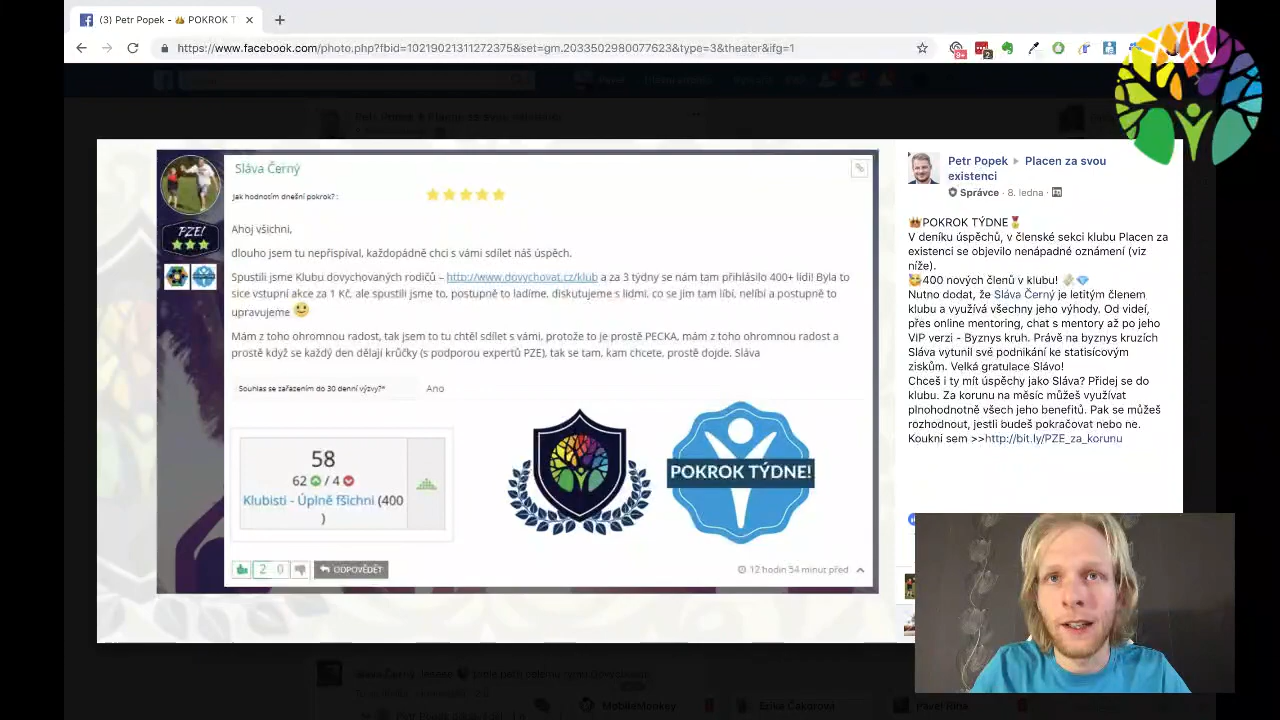 (3) Petr Popek - 👑 POKROK T
https://www.facebook.com/photo.php?fbid=10219021311272675&set=gm.2033502980077623&type=3&theater&ifg=1
9+
2
Sláva Černý
Jak hodnotím dnešní pokrok? :
PZE!
Ahoj všichni,
dlouho jsem tu nepřispíval, každopádně chci s vámi sdílet náš úspěch.
Spustili jsme Klubu dovychovaných rodičů – http://www.dovychovat.cz/klub a za 3 týdny se nám tam přihlásilo 400+ lidí! Byla to
sice vstupní akce za 1 Kč, ale spustili jsme to, postupně to ladíme, diskutujeme s lidmi, co se jim tam líbí, nelíbí a postupně to
upravujeme 🙂
Mám z toho ohromnou radost, tak jsem to tu chtěl sdílet s vámi, protože to je prostě PECKA, mám z toho ohromnou radost a
prostě když se každý den dělají krůčky (s podporou expertů PZE), tak se tam, kam chcete, prostě dojde. Sláva
Souhlas se zařazením do 30 denní výzvy?*
Ano
58
62 / 4
Klubisti - Úplně fšichni (400
)
POKROK TÝDNE!
2 0
ODPOVĚDĚT
12 hodin 54 minut před
Petr Popek ▸ Placen za svou
existenci
Správce · 8. ledna ·
👑POKROK TÝDNE🏅
V deníku úspěchů, v členské sekci klubu Placen za
existenci se objevilo nenápadné oznámení (viz
níže).
🥰400 nových členů v klubu! 💸💎
Nutno dodat, že Sláva Černý je letitým členem
klubu a využívá všechny jeho výhody. Od videí,
přes online mentoring, chat s mentory až po jeho
VIP verzi - Byznys kruh. Právě na byznys kruzích
Sláva vytunil své podnikání ke statisícovým
ziskům. Velká gratulace Slávo!
Chceš i ty mít úspěchy jako Sláva? Přidej se do
klubu. Za korunu na měsíc můžeš využívat
plnohodnotně všech jeho benefitů. Pak se můžeš
rozhodnout, jestli budeš pokračovat nebo ne.
Koukni sem >>http://bit.ly/PZE_za_korunu
MobileMonkey
Erika Čakorová